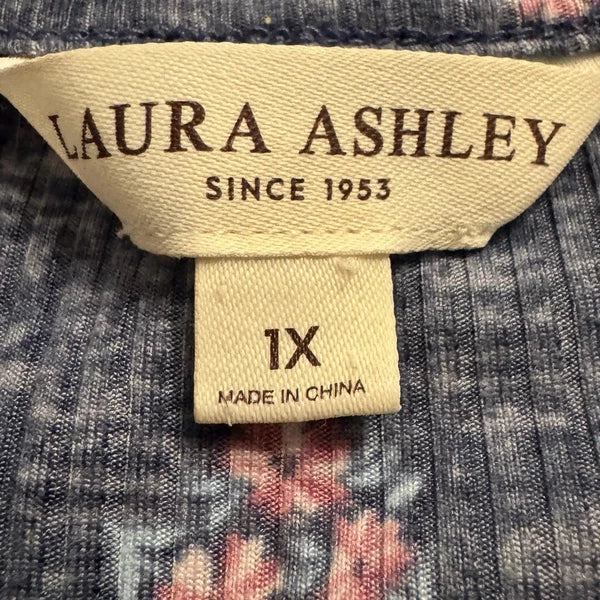 LAURA ASHLEY
SINCE 1953
1X
MADE IN CHINA